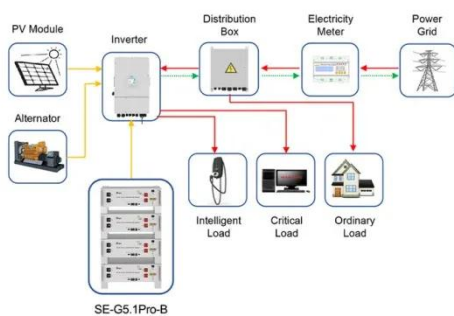 PV Module
Inverter
Distribution
Box
Electricity
Meter
Power
Grid
Alternator
Intelligent
Load
Critical
Load
Ordinary
Load
SE-G5.1Pro-B